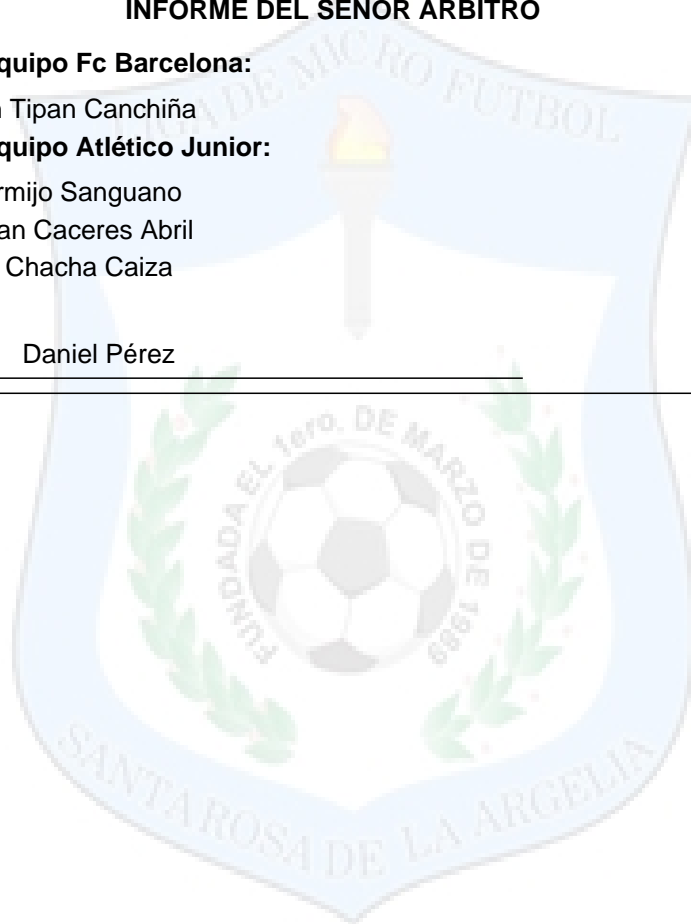 INFORME DEL SEÑOR ARBITRO
quipo Fc Barcelona:
n Tipan Canchiña
quipo Atlético Junior:
rmijo Sanguano
an Caceres Abril
Chacha Caiza
Daniel Pérez
LIGA DE MICRO FUTBOL
FUNDADA EL 1ero. DE MARZO DE 1989
SANTA ROSA DE LA ARGELIA